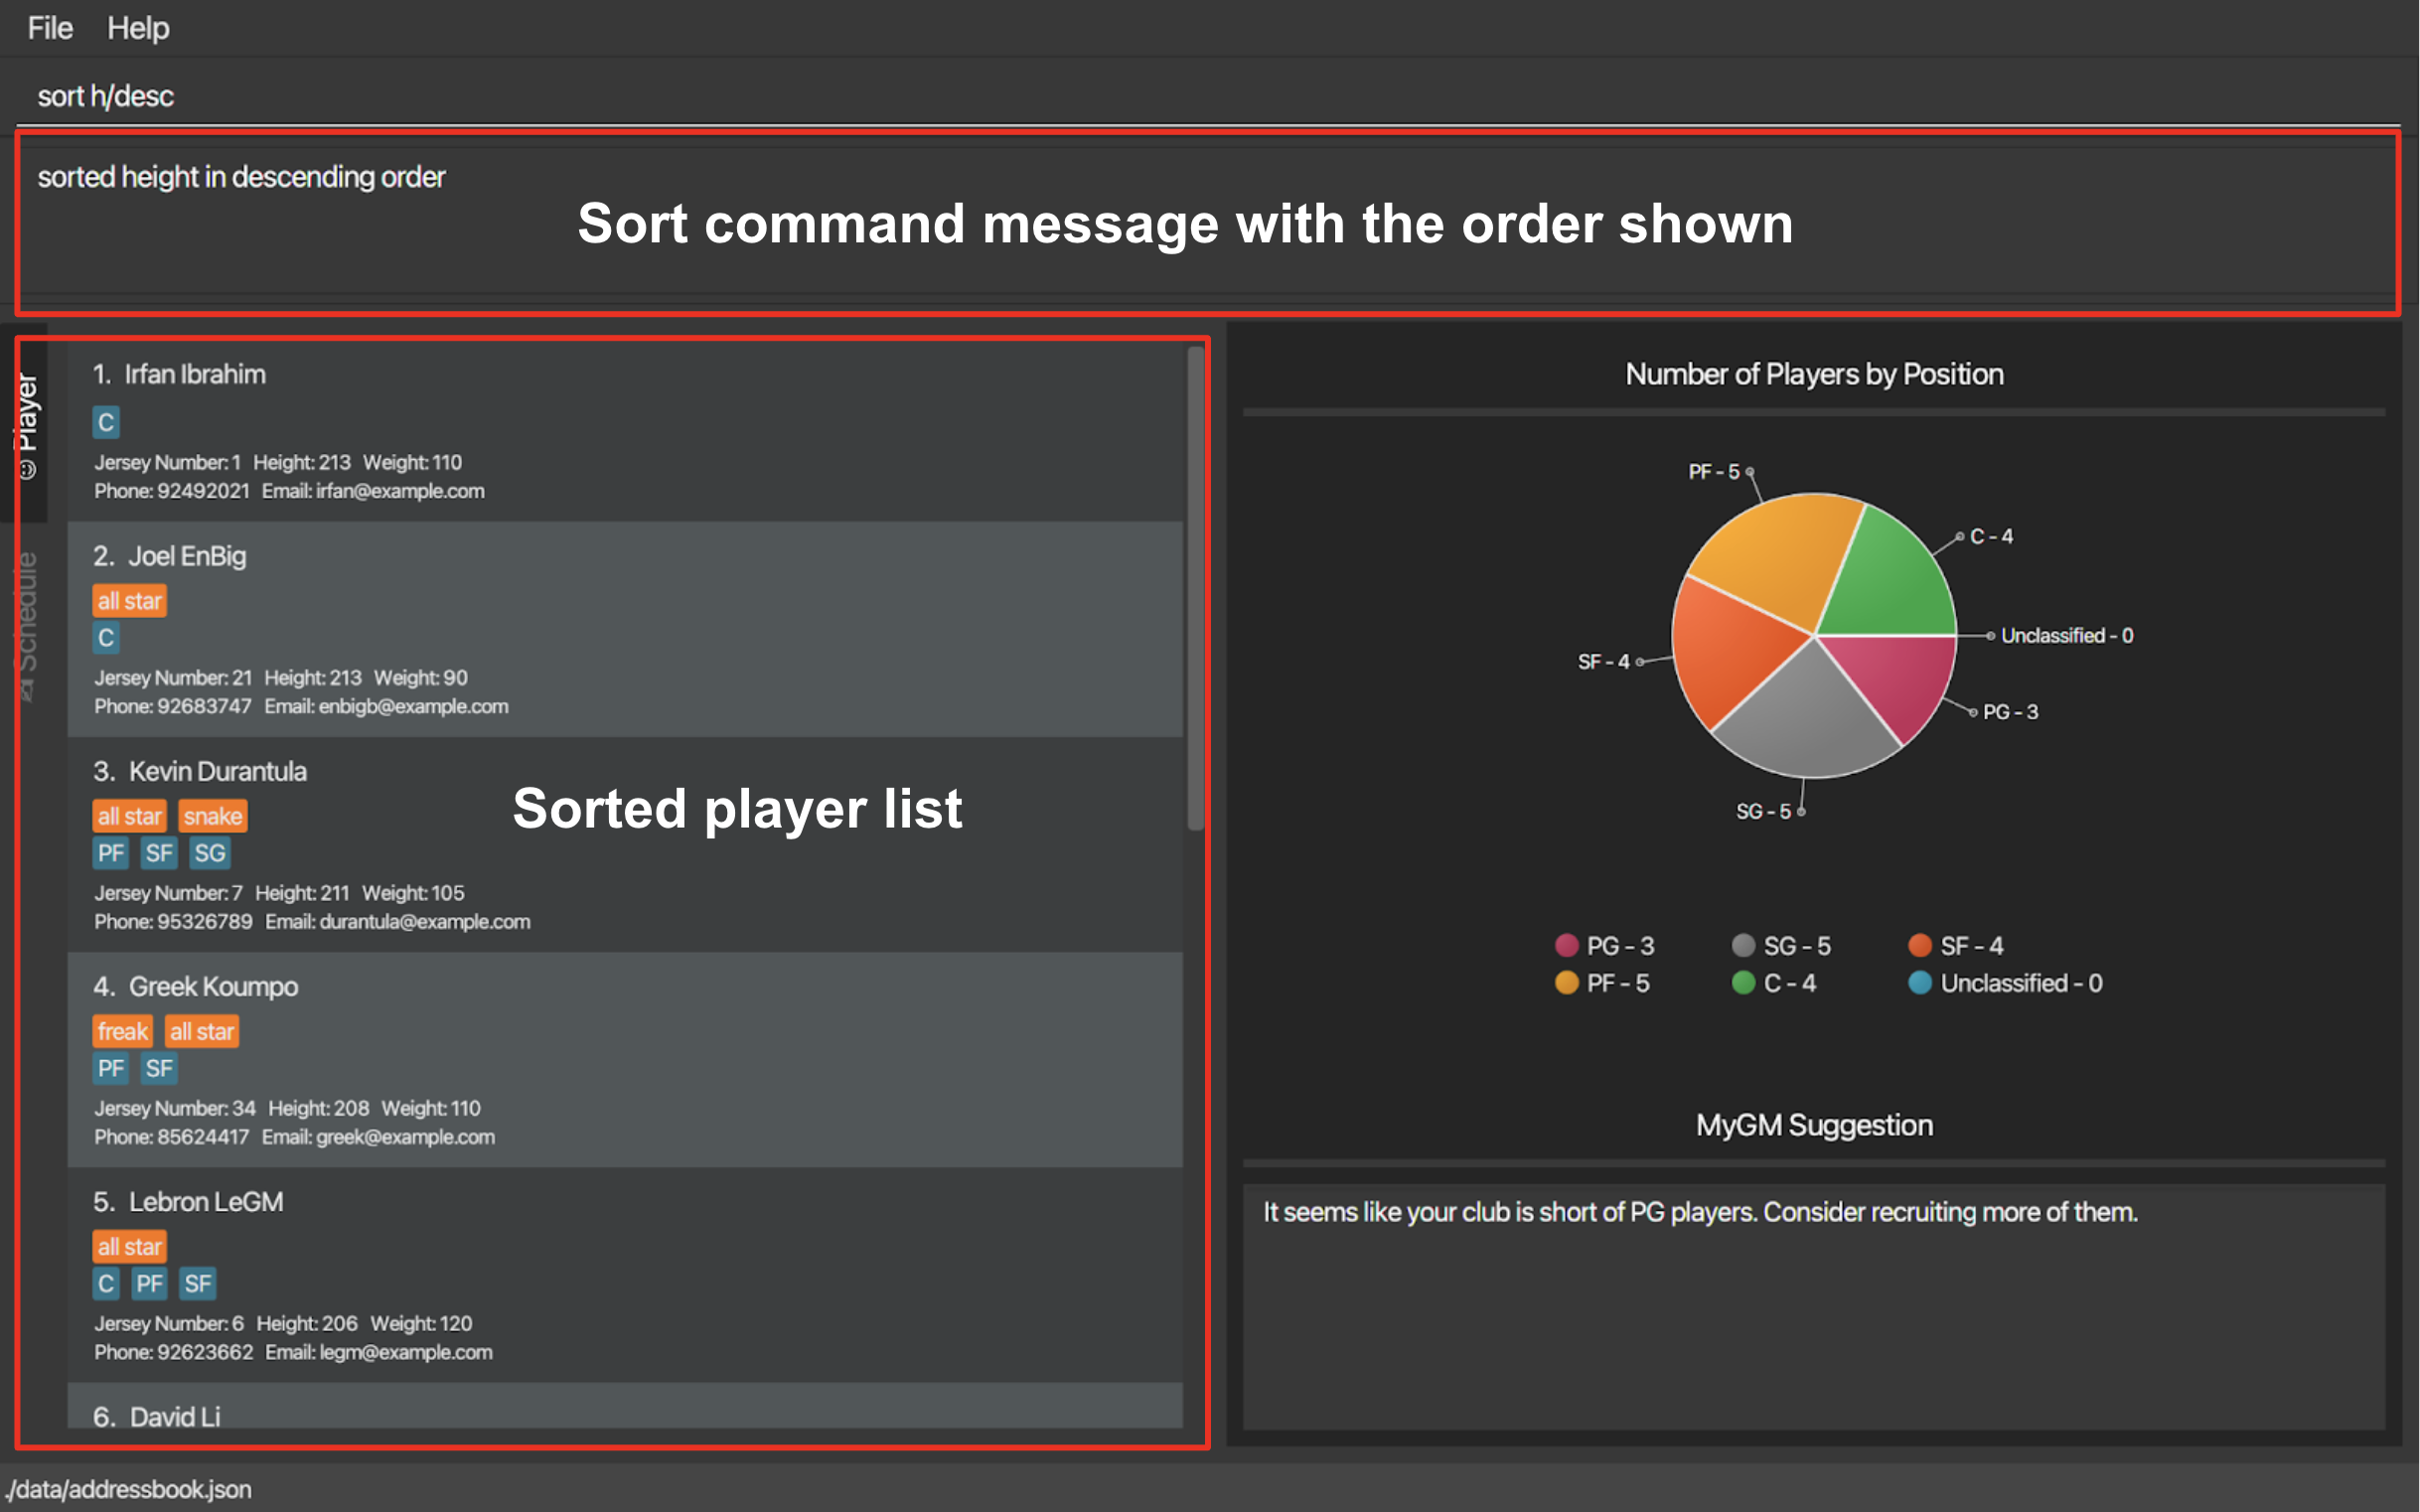 File Help
sort h/desc
sorted height in descending order
Sort command message with the order shown
Player
Schedule
1. Irfan Ibrahim
C
Jersey Number: 1 Height: 213 Weight: 110
Phone: 92492021 Email: irfan@example.com
2. Joel EnBig
all star
C
Jersey Number: 21 Height: 213 Weight: 90
Phone: 92683747 Email: enbigb@example.com
3. Kevin Durantula
all star snake
PF SF SG
Jersey Number: 7 Height: 211 Weight: 105
Phone: 95326789 Email: durantula@example.com
Sorted player list
4. Greek Koumpo
freak all star
PF SF
Jersey Number: 34 Height: 208 Weight: 110
Phone: 85624417 Email: greek@example.com
5. Lebron LeGM
all star
C PF SF
Jersey Number: 6 Height: 206 Weight: 120
Phone: 92623662 Email: legm@example.com
6. David Li
Number of Players by Position
PF - 5
C - 4
Unclassified - 0
SF - 4
PG - 3
SG - 5
PG - 3 SG - 5 SF - 4
PF - 5 C - 4 Unclassified - 0
MyGM Suggestion
It seems like your club is short of PG players. Consider recruiting more of them.
./data/addressbook.json